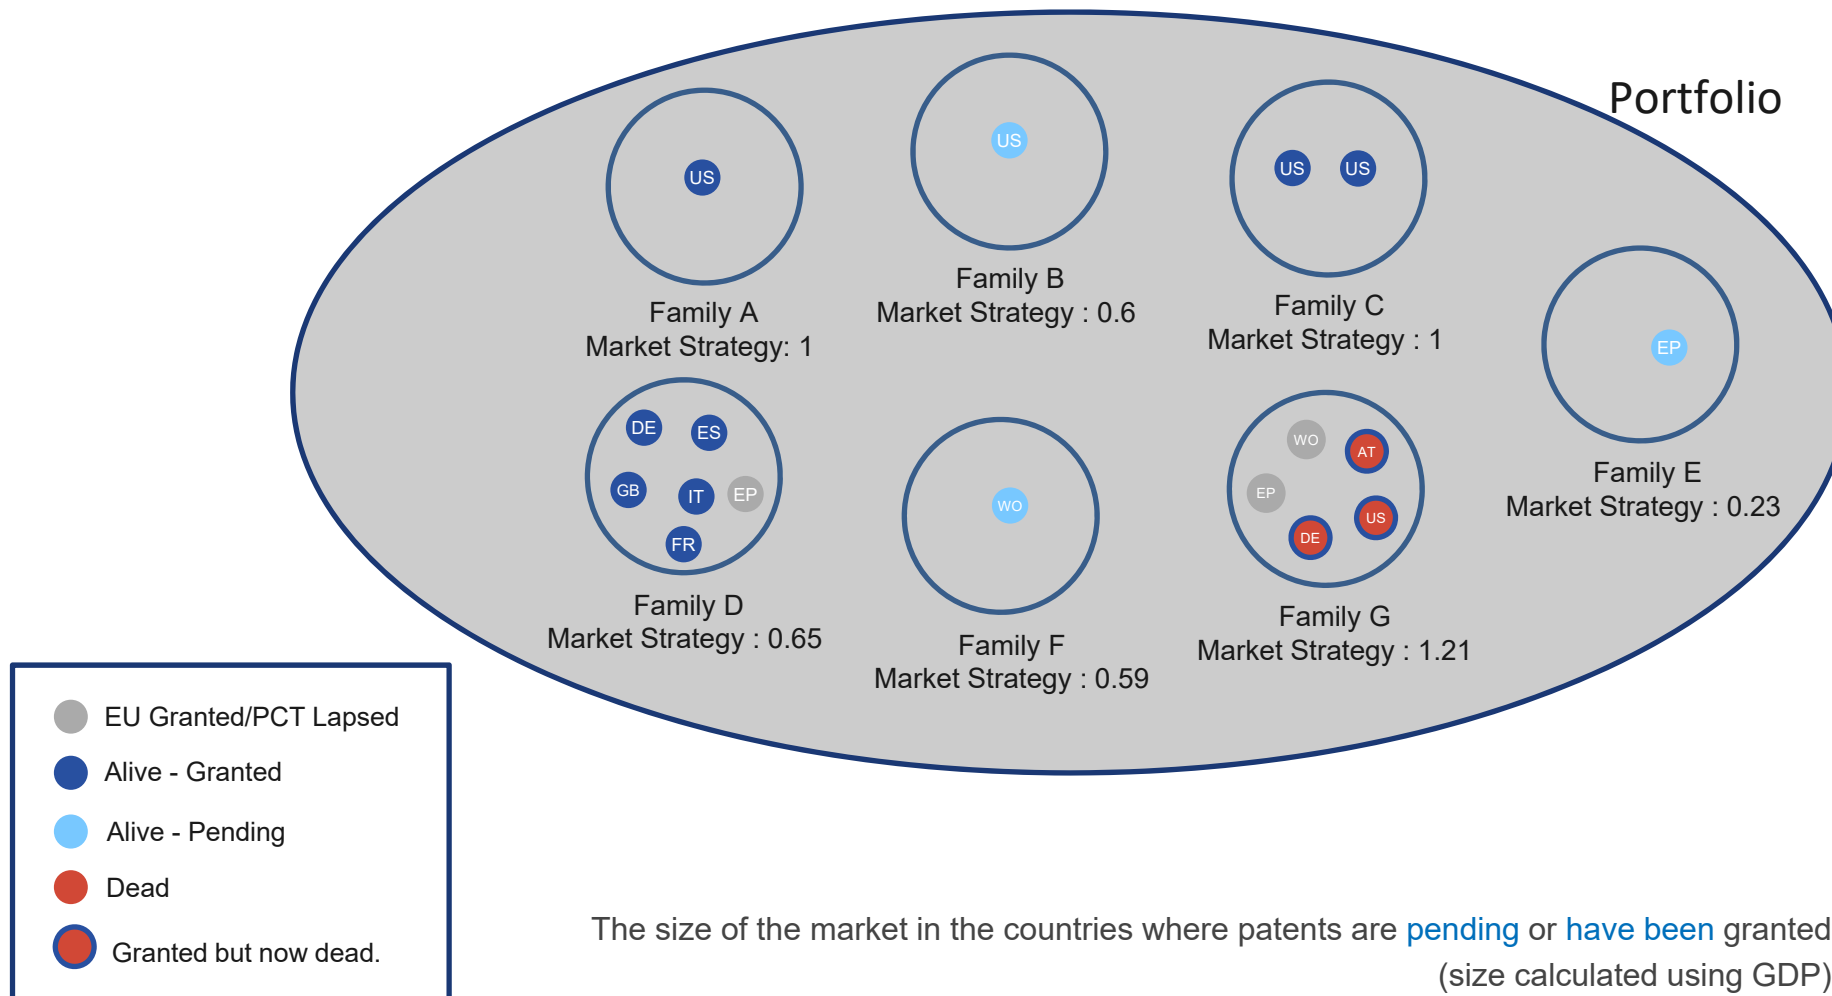 Portfolio
US
Family A
Market Strategy: 1
US
Family B
Market Strategy : 0.6
US US
Family C
Market Strategy : 1
EP
Family E
Market Strategy : 0.23
DE ES
GB IT EP
FR
Family D
Market Strategy : 0.65
WO
Family F
Market Strategy : 0.59
WO AT
EP US
DE
Family G
Market Strategy : 1.21
EU Granted/PCT Lapsed
Alive - Granted
Alive - Pending
Dead
Granted but now dead.
The size of the market in the countries where patents are pending or have been granted
(size calculated using GDP)